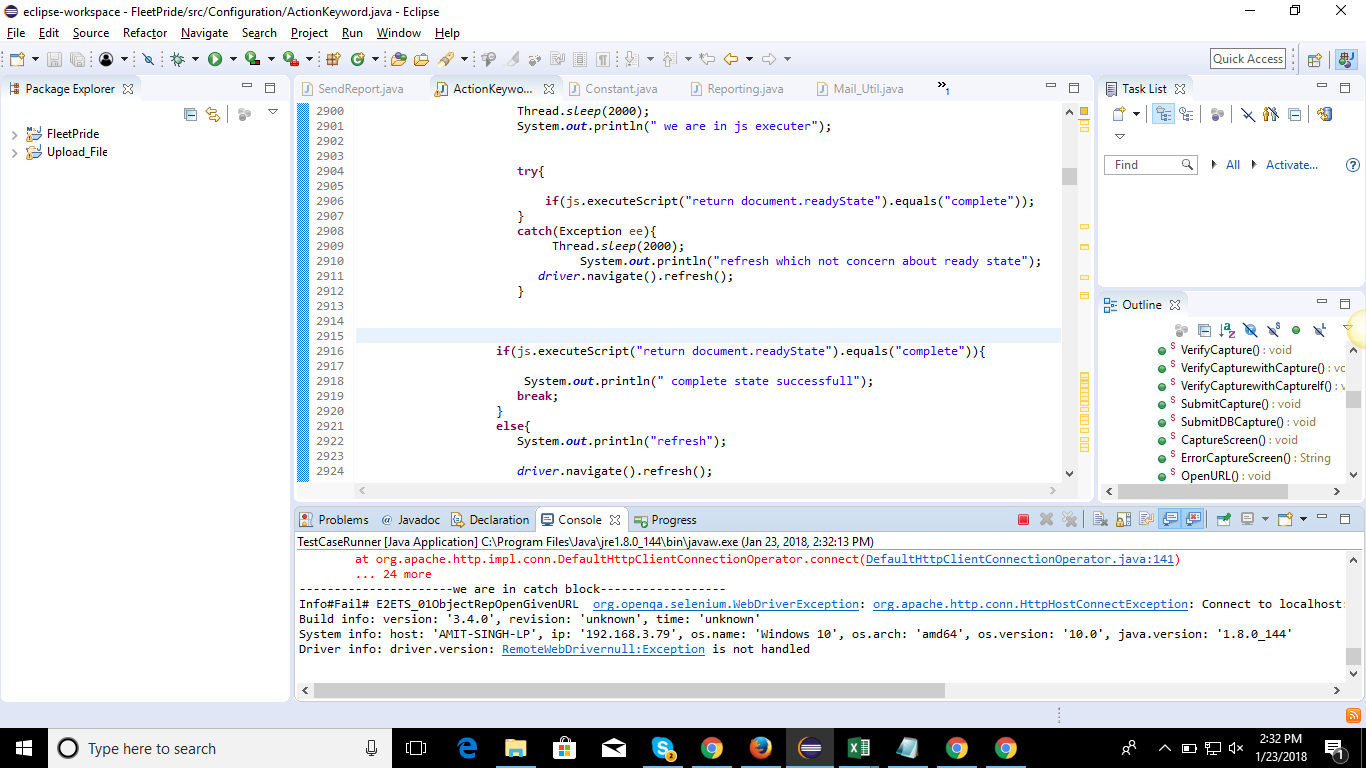 eclipse-workspace - FleetPride/src/Configuration/ActionKeyword.java - Eclipse
File Edit Source Refactor Navigate Search Project Run Window Help
Quick Access
Package Explorer
FleetPride
Upload_File
SendReport.java ActionKeywo... Constant.java Reporting.java Mail_Util.java »1
2900 Thread.sleep(2000);
2901 System.out.println(" we are in js executer");
2902
2903
2904 try{
2905
2906 if(js.executeScript("return document.readyState").equals("complete"));
2907 }
2908 catch(Exception ee){
2909 Thread.sleep(2000);
2910 System.out.println("refresh which not concern about ready state");
2911 driver.navigate().refresh();
2912 }
2913
2914
2915
2916 if(js.executeScript("return document.readyState").equals("complete")){
2917
2918 System.out.println(" complete state successfull");
2919 break;
2920 }
2921 else{
2922 System.out.println("refresh");
2923
2924 driver.navigate().refresh();
Task List
Find All Activate...
Outline
VerifyCapture() : void
VerifyCapturewithCapture() : vo
VerifyCapturewithCaptureIf() : v
SubmitCapture() : void
SubmitDBCapture() : void
CaptureScreen() : void
ErrorCaptureScreen() : String
OpenURL() : void
Problems @ Javadoc Declaration Console Progress
TestCaseRunner [Java Application] C:\Program Files\Java\jre1.8.0_144\bin\javaw.exe (Jan 23, 2018, 2:32:13 PM)
at org.apache.http.impl.conn.DefaultHttpClientConnectionOperator.connect(DefaultHttpClientConnectionOperator.java:141)
... 24 more
----------------------we are in catch block------------------
Info#Fail# E2ETS_01ObjectRepOpenGivenURL org.openqa.selenium.WebDriverException: org.apache.http.conn.HttpHostConnectException: Connect to localhost:
Build info: version: '3.4.0', revision: 'unknown', time: 'unknown'
System info: host: 'AMIT-SINGH-LP', ip: '192.168.3.79', os.name: 'Windows 10', os.arch: 'amd64', os.version: '10.0', java.version: '1.8.0_144'
Driver info: driver.version: RemoteWebDrivernull:Exception is not handled
Type here to search
2:32 PM
1/23/2018